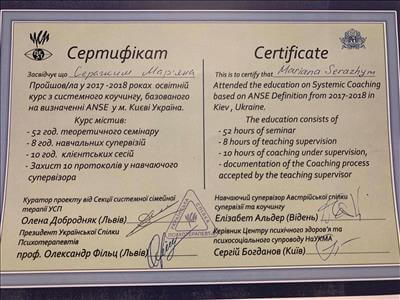 Сертифікат
Засвідчує що Серажим Мар'яна
Пройшов/ла у 2017 -2018 роках освітній
курс з системного коучингу, базованого
на визначенні ANSE у м. Києві Україна.
Курс містив:
- 52 год. теоретичного семінару
- 8 год. навчальних супервізій
- 10 год. клієнтських сесій
- Захист 10 протоколів у навчаючого
супервізора
Куратор проекту від Секції системної сімейної
терапії УСП
Олена Добродняк (Львів)
Президент Української Спілки
Психотерапевтів
проф. Олександр Фільц (Львів)
Certificate
This is to certify that Mariana Serazhym
Attended the education on Systemic Coaching
based on ANSE Definition from 2017-2018 in
Kiev, Ukraine.
The education consists of
- 52 hours of seminar
- 8 hours of teaching supervision
- 10 hours of coaching under supervision,
- documentation of the Coaching process
accepted by the teaching supervisor
Навчаючий супервізор Австрійської спілки
супервізії та коучингу
Елізабет Альдер (Відень)
Керівник Центру психічного здоров'я та
психосоціального супроводу НаУКМА
Сергій Богданов (Київ)
УКРАЇНСЬКА
СПІЛКА
ПСИХОТЕРАПЕВТІВ